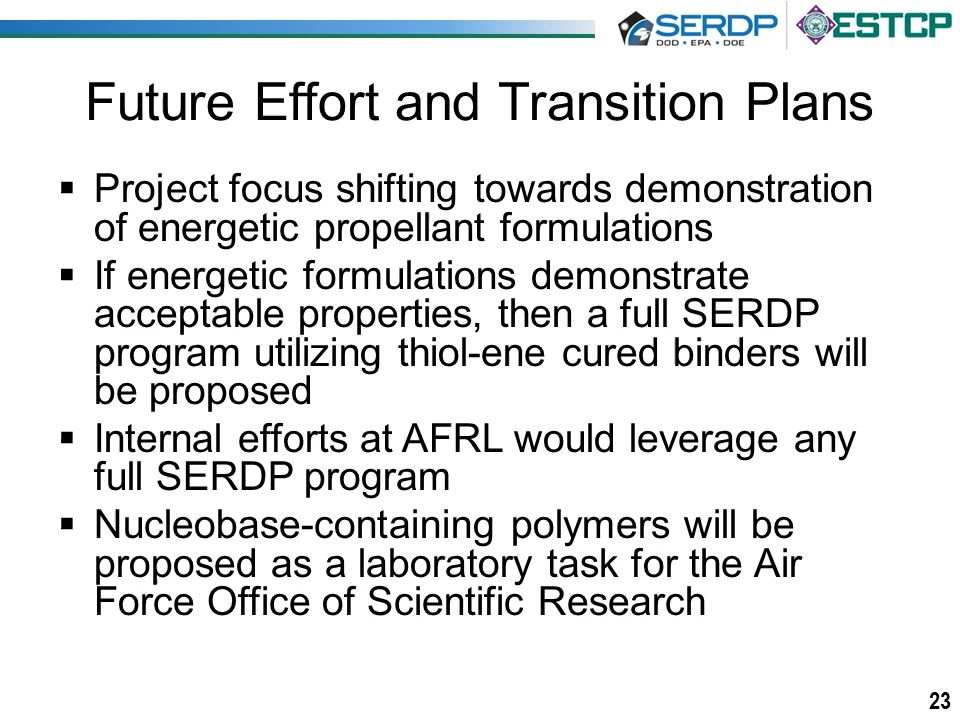 SERDP
DOD • EPA • DOE
ESTCP
Future Effort and Transition Plans
▪ Project focus shifting towards demonstration
of energetic propellant formulations
▪ If energetic formulations demonstrate
acceptable properties, then a full SERDP
program utilizing thiol-ene cured binders will
be proposed
▪ Internal efforts at AFRL would leverage any
full SERDP program
▪ Nucleobase-containing polymers will be
proposed as a laboratory task for the Air
Force Office of Scientific Research
23